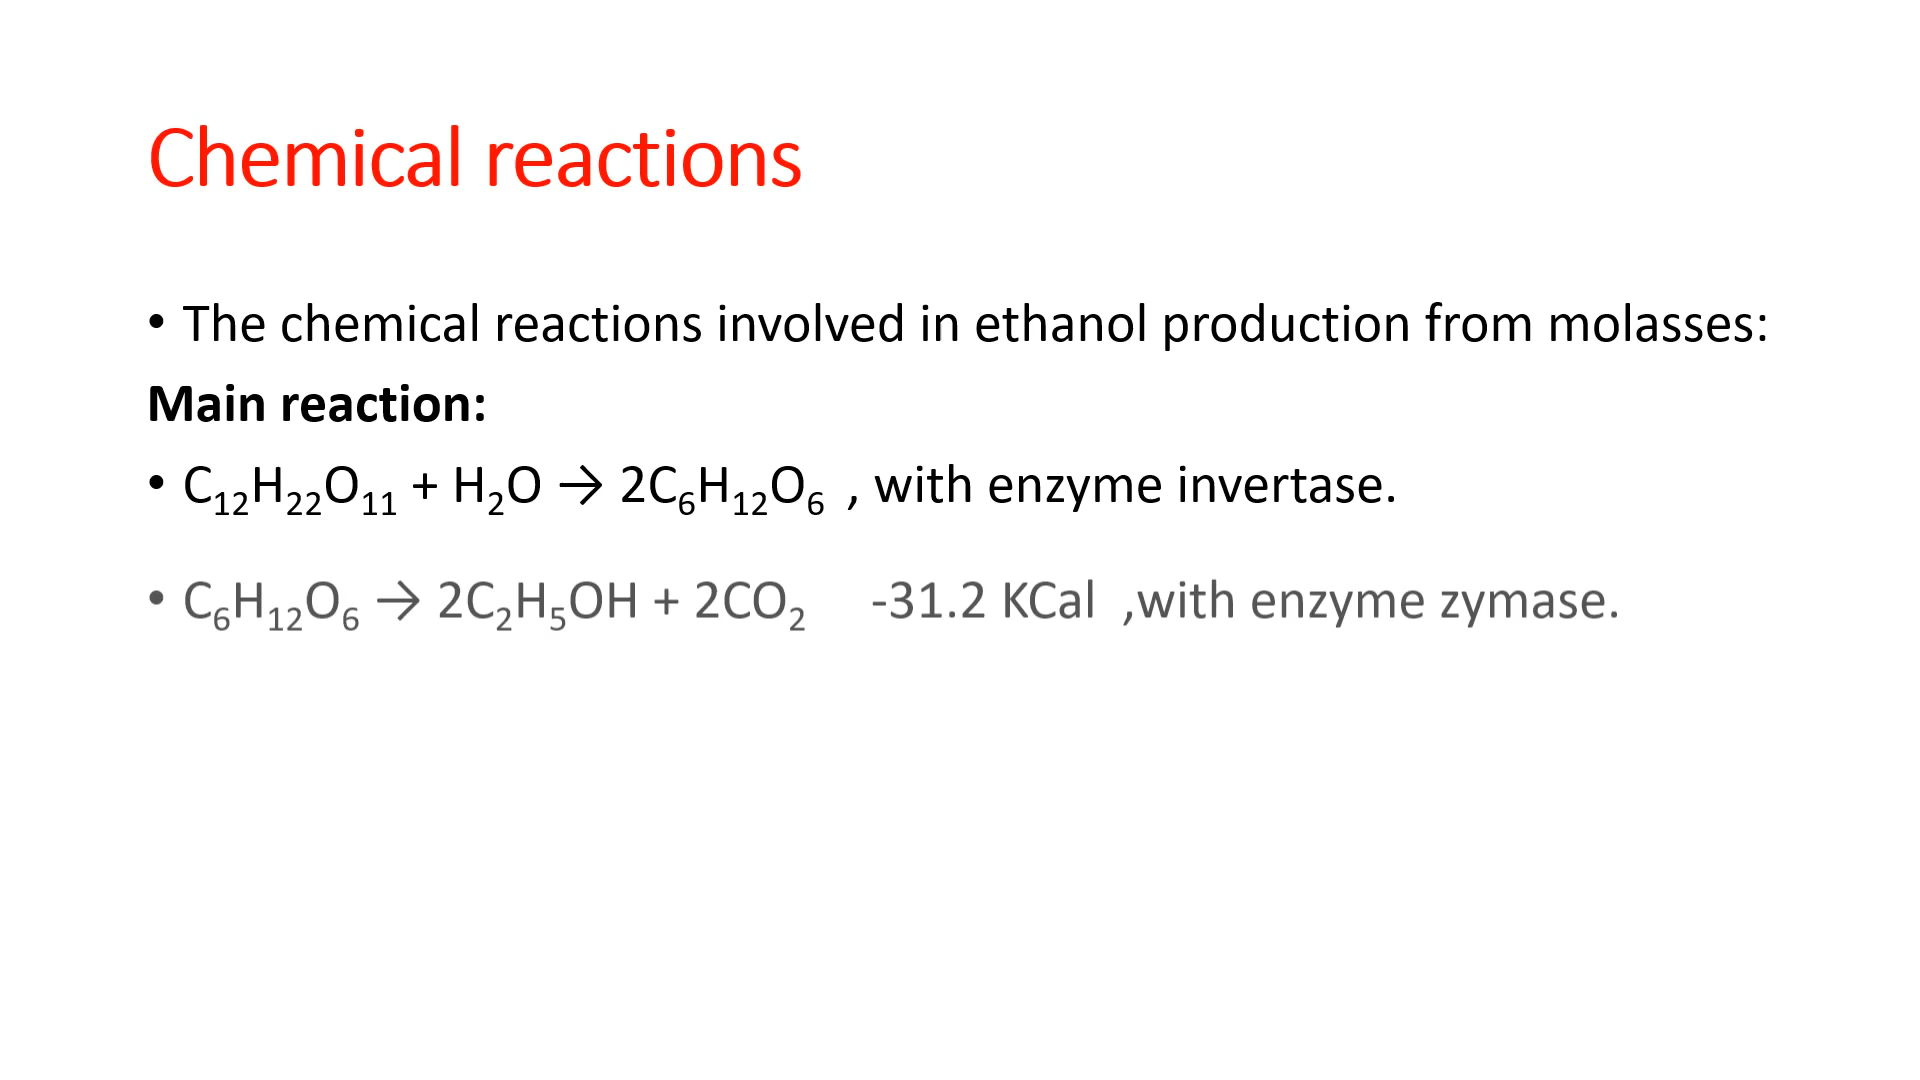 Chemical reactions
• The chemical reactions involved in ethanol production from molasses:
Main reaction:
• C₁₂H₂₂O₁₁ + H₂O → 2C₆H₁₂O₆ , with enzyme invertase.
• C₆H₁₂O₆ → 2C₂H₅OH + 2CO₂ -31.2 KCal ,with enzyme zymase.